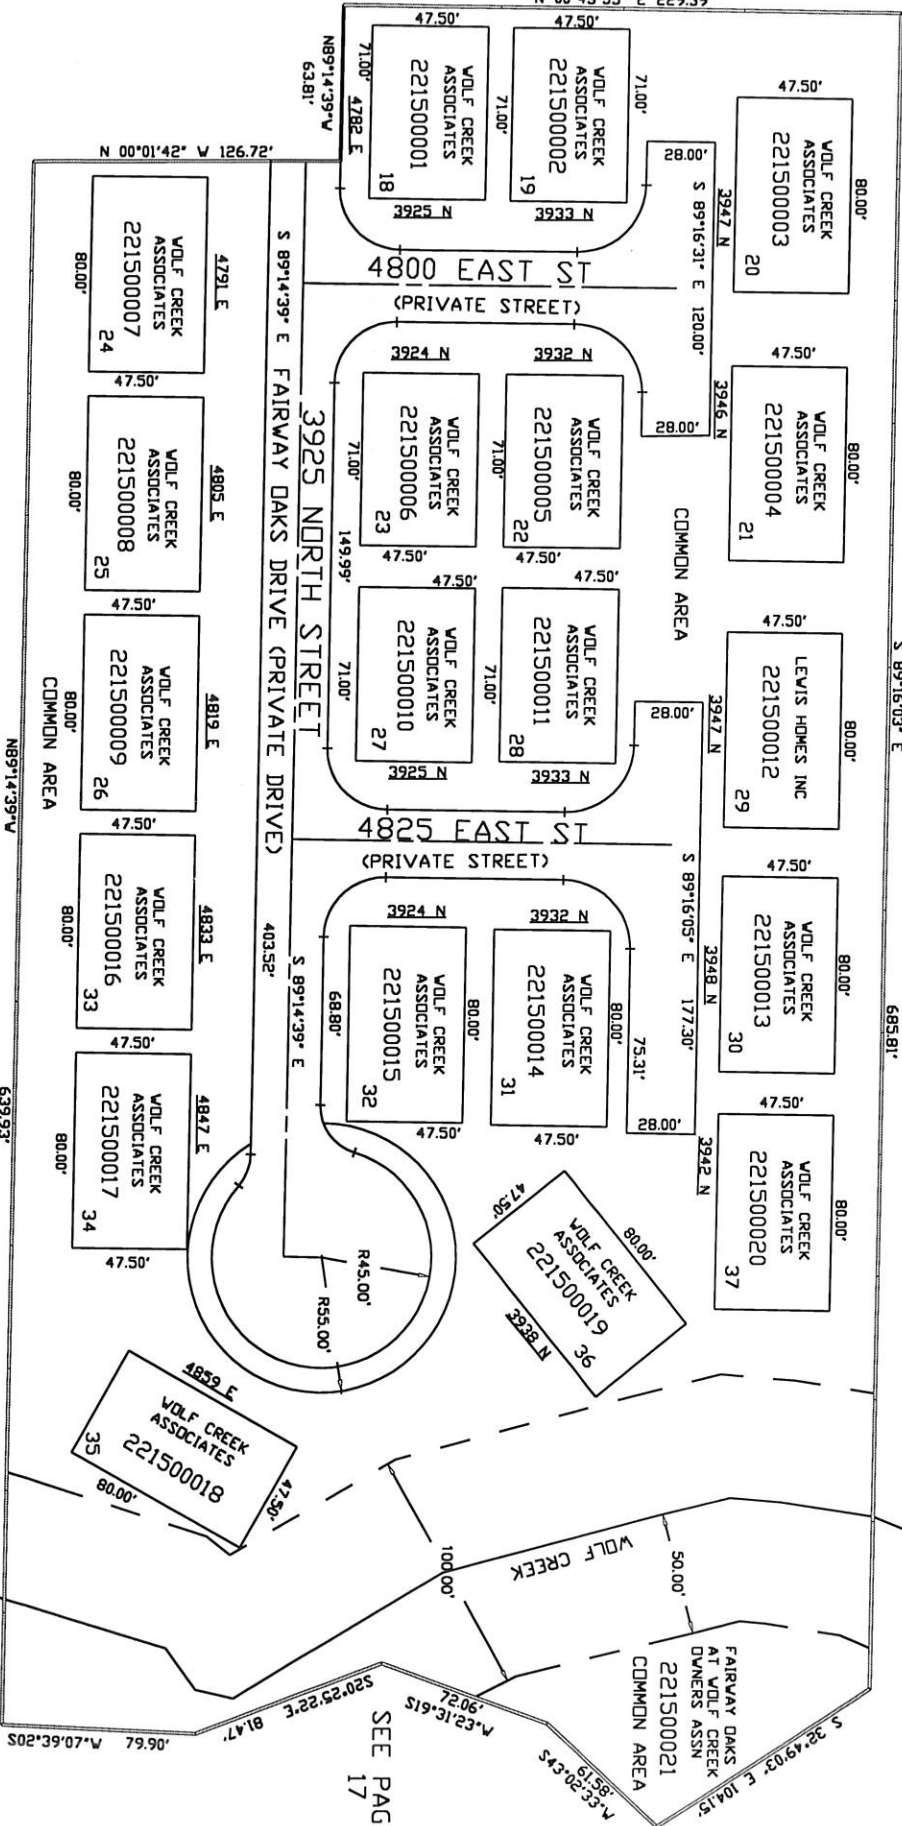 N 00°43'33" E 229.39'
S 89°16'03" E
685.81'
47.50'
71.00'
WOLF CREEK
ASSOCIATES
221500001
18
3925 N
4782 E
N89°14'39"W
63.81'
47.50'
71.00'
WOLF CREEK
ASSOCIATES
221500002
71.00'
19
3933 N
47.50'
80.00'
WOLF CREEK
ASSOCIATES
221500003
20
3947 N
28.00'
S 89°16'31" E 120.00'
4800 EAST ST
(PRIVATE STREET)
N 00°01'42" W 126.72'
3946 N
28.00'
47.50'
80.00'
WOLF CREEK
ASSOCIATES
221500004
21
3932 N
WOLF CREEK
ASSOCIATES
221500005
71.00'
22
47.50'
3924 N
WOLF CREEK
ASSOCIATES
221500006
71.00'
23
47.50'
149.99'
COMMON AREA
4791 E
WOLF CREEK
ASSOCIATES
221500007
80.00'
24
47.50'
4805 E
WOLF CREEK
ASSOCIATES
221500008
80.00'
25
47.50'
4819 E
WOLF CREEK
ASSOCIATES
221500009
80.00'
26
47.50'
COMMON AREA
N89°14'39"W
639.93'
3925 NORTH STREET
S 89°14'39" E FAIRWAY OAKS DRIVE (PRIVATE DRIVE)
403.52'
47.50'
WOLF CREEK
ASSOCIATES
221500010
71.00'
27
3925 N
47.50'
WOLF CREEK
ASSOCIATES
221500011
71.00'
28
3933 N
47.50'
80.00'
LEWIS HOMES INC
221500012
29
3947 N
28.00'
S 89°16'05" E 177.30'
4825 EAST ST
(PRIVATE STREET)
47.50'
80.00'
WOLF CREEK
ASSOCIATES
221500013
30
3948 N
3932 N
80.00'
WOLF CREEK
ASSOCIATES
221500014
31
47.50'
75.31'
28.00'
3924 N
80.00'
WOLF CREEK
ASSOCIATES
221500015
32
47.50'
68.80'
S 89°14'39" E
4833 E
WOLF CREEK
ASSOCIATES
221500016
80.00'
33
47.50'
4847 E
WOLF CREEK
ASSOCIATES
221500017
80.00'
34
47.50'
47.50'
80.00'
WOLF CREEK
ASSOCIATES
221500020
37
3942 N
47.50'
80.00'
WOLF CREEK
ASSOCIATES
221500019
36
3938 N
R45.00'
R55.00'
4859 E
WOLF CREEK
ASSOCIATES
221500018
35
80.00'
47.50'
100.00'
WOLF CREEK
50.00'
FAIRWAY OAKS
AT WOLF CREEK
OWNERS ASSN
221500021
COMMON AREA
S 32°49'03" E 104.15'
61.58'
S43°02'33"W
72.06'
S19°31'23"W
S20°25'22"E
81.47'
S02°39'07"W 79.90'
SEE PAG
17